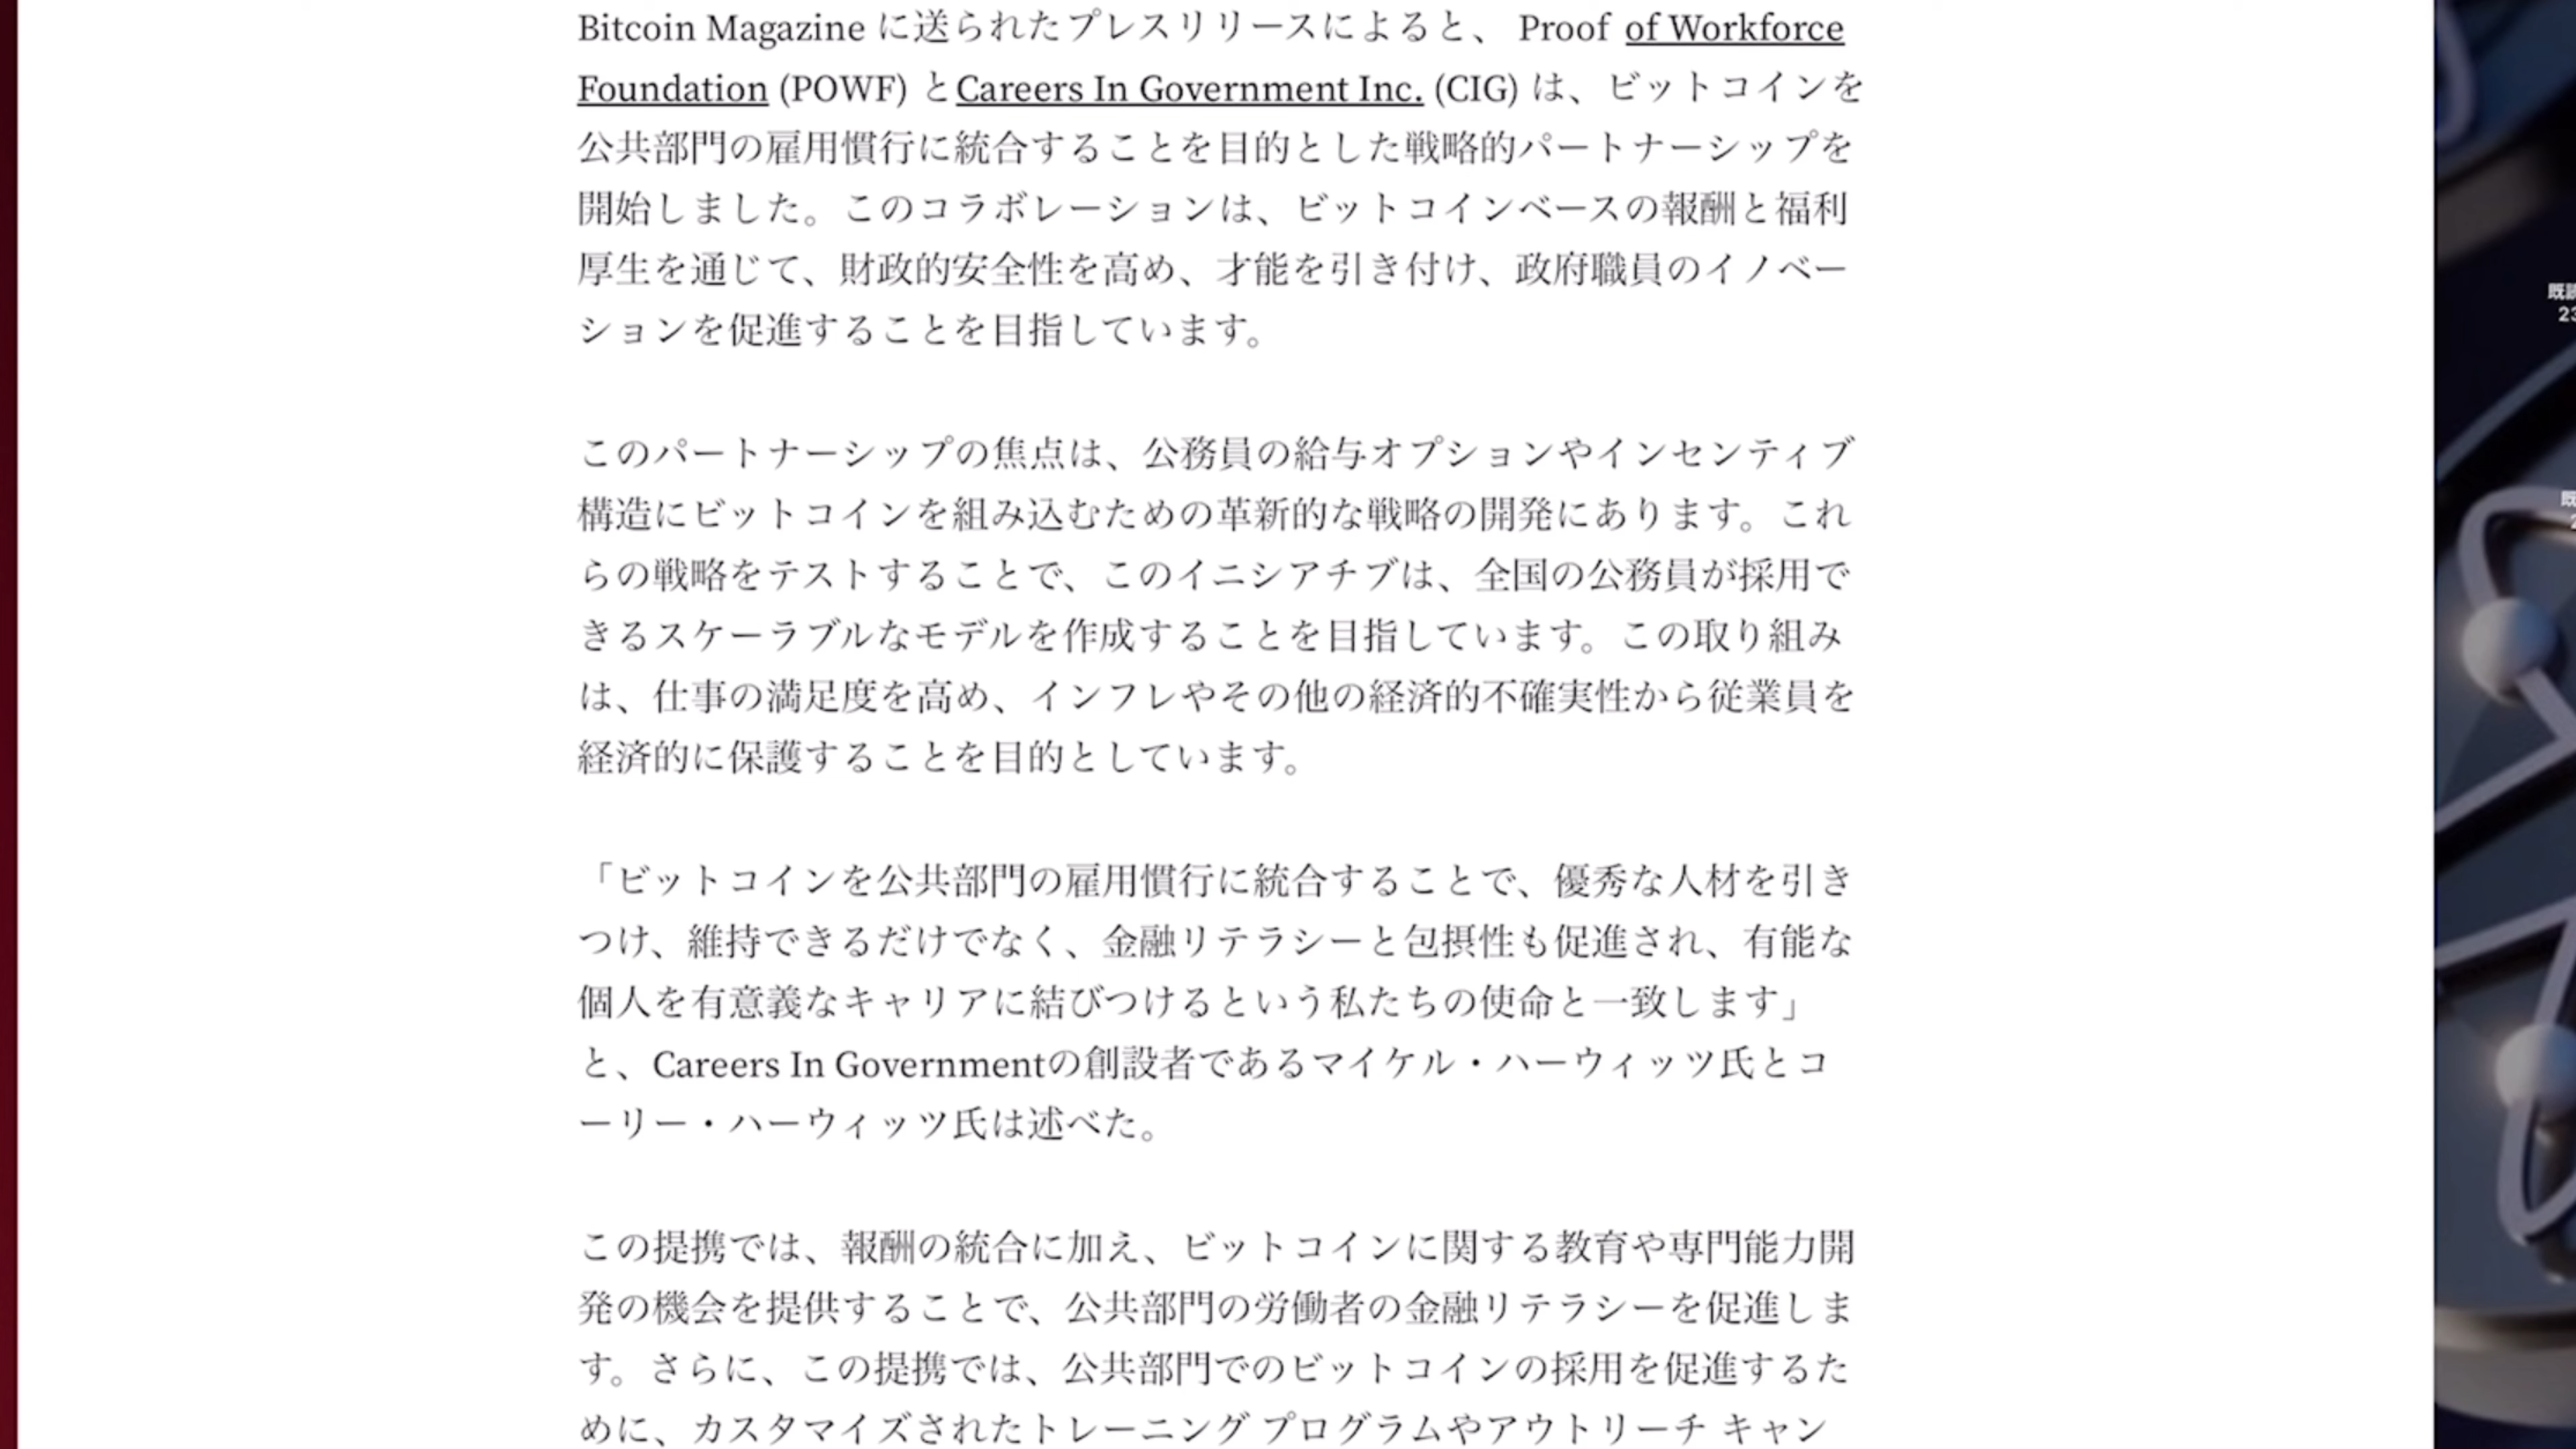 Bitcoin Magazine に送られたプレスリリースによると、 Proof of Workforce
Foundation (POWF) とCareers In Government Inc. (CIG) は、ビットコインを
公共部門の雇用慣行に統合することを目的とした戦略的パートナーシップを
開始しました。このコラボレーションは、ビットコインベースの報酬と福利
厚生を通じて、財政的安全性を高め、才能を引き付け、政府職員のイノベー
ションを促進することを目指しています。
このパートナーシップの焦点は、公務員の給与オプションやインセンティブ
構造にビットコインを組み込むための革新的な戦略の開発にあります。これ
らの戦略をテストすることで、このイニシアチブは、全国の公務員が採用で
きるスケーラブルなモデルを作成することを目指しています。この取り組み
は、仕事の満足度を高め、インフレやその他の経済的不確実性から従業員を
経済的に保護することを目的としています。
「ビットコインを公共部門の雇用慣行に統合することで、優秀な人材を引き
つけ、維持できるだけでなく、金融リテラシーと包摂性も促進され、有能な
個人を有意義なキャリアに結びつけるという私たちの使命と一致します」
と、Careers In Governmentの創設者であるマイケル・ハーウィッツ氏とコ
ーリー・ハーウィッツ氏は述べた。
この提携では、報酬の統合に加え、ビットコインに関する教育や専門能力開
発の機会を提供することで、公共部門の労働者の金融リテラシーを促進しま
す。さらに、この提携では、公共部門でのビットコインの採用を促進するた
めに、カスタマイズされたトレーニング プログラムやアウトリーチ キャン